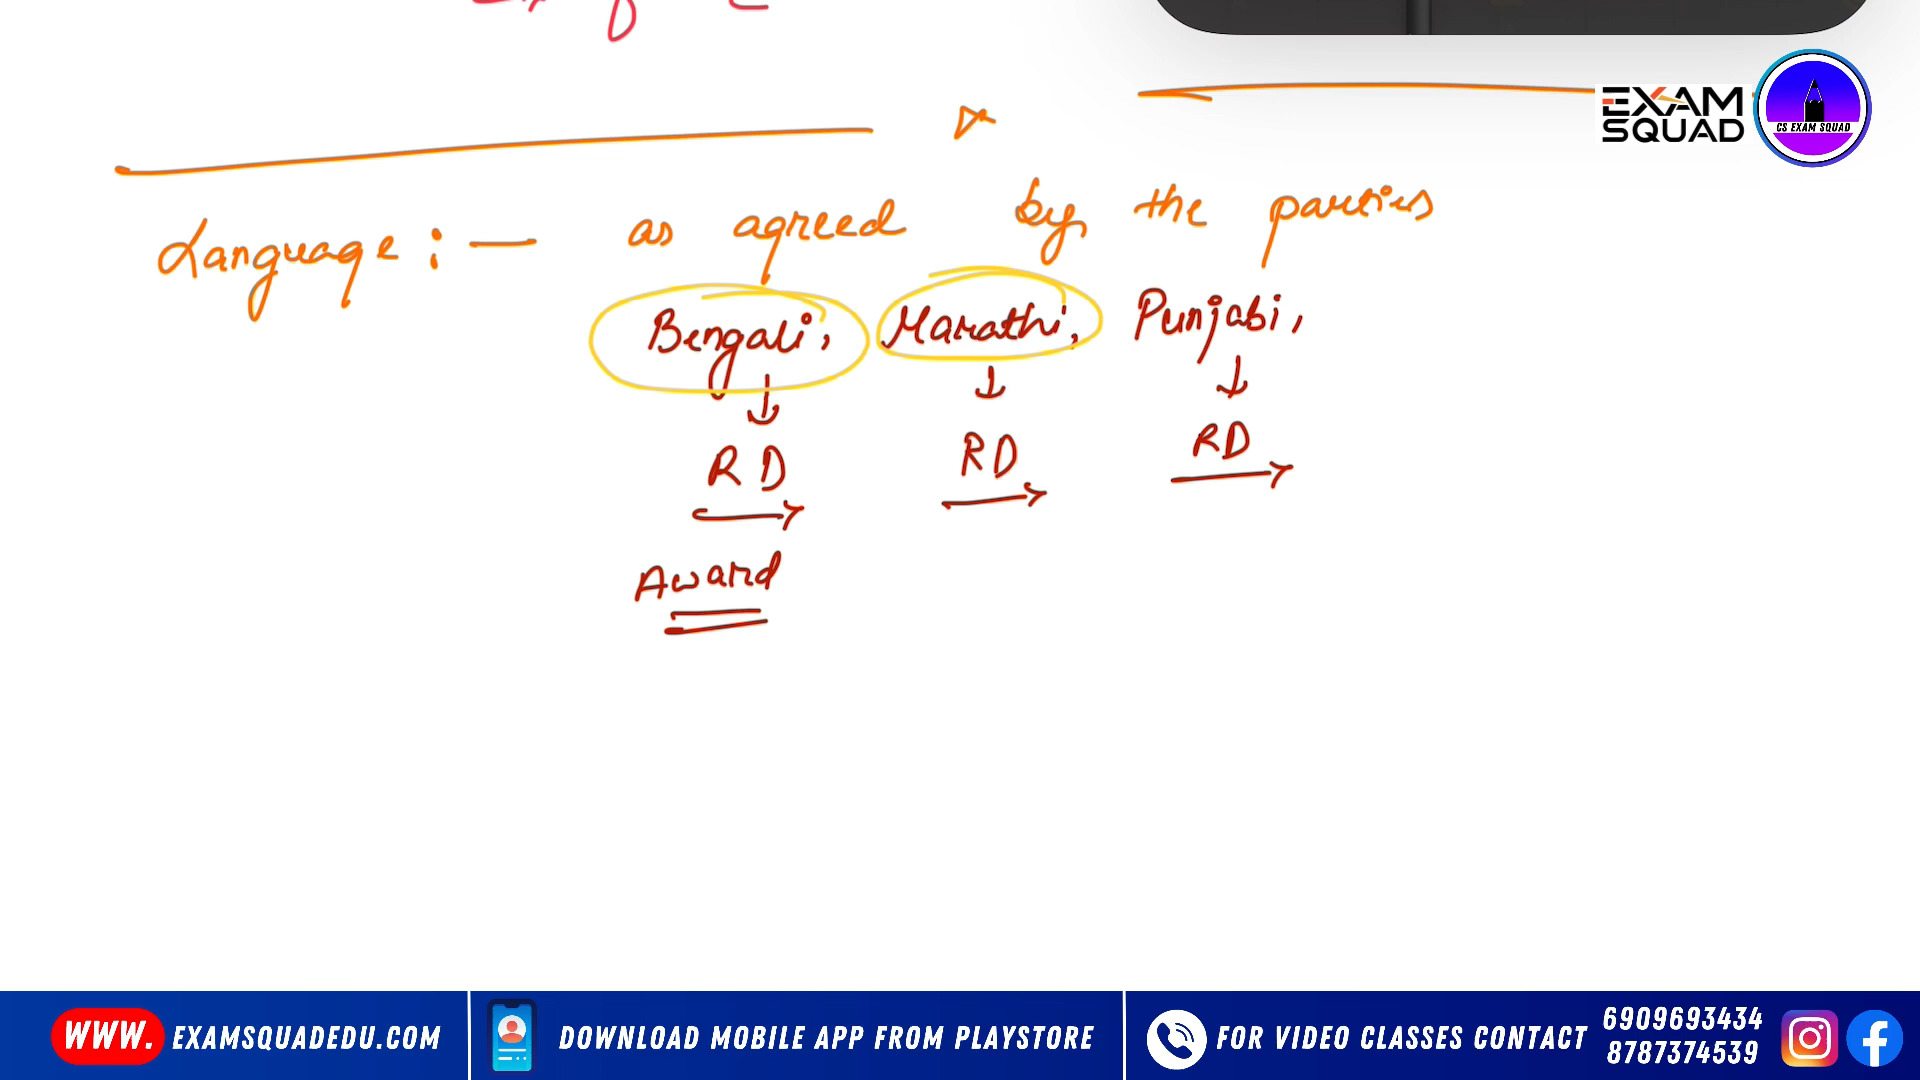 EXAM
SQUAD
CS EXAM SQUAD
Language : — as agreed by the parties
Bengali, Marathi, Punjabi,
RD RD RD
Award
WWW. EXAMSQUADEDU.COM
DOWNLOAD MOBILE APP FROM PLAYSTORE
FOR VIDEO CLASSES CONTACT
6909693434
8787374539